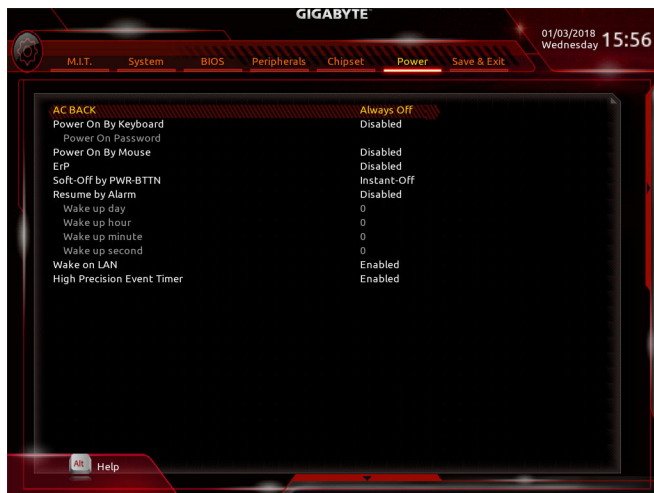 GIGABYTE™
01/03/2018
Wednesday 15:56
M.I.T. System BIOS Peripherals Chipset Power Save & Exit
AC BACK Always Off
Power On By Keyboard Disabled
Power On Password
Power On By Mouse Disabled
ErP Disabled
Soft-Off by PWR-BTTN Instant-Off
Resume by Alarm Disabled
Wake up day 0
Wake up hour 0
Wake up minute 0
Wake up second 0
Wake on LAN Enabled
High Precision Event Timer Enabled
Alt Help